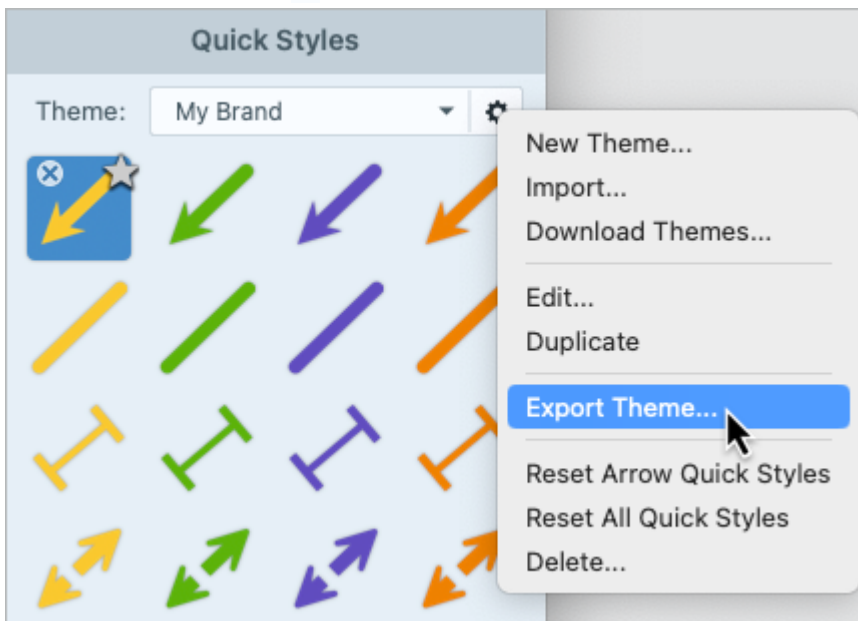 Quick Styles
Theme: My Brand
New Theme...
Import...
Download Themes...
Edit...
Duplicate
Export Theme...
Reset Arrow Quick Styles
Reset All Quick Styles
Delete...